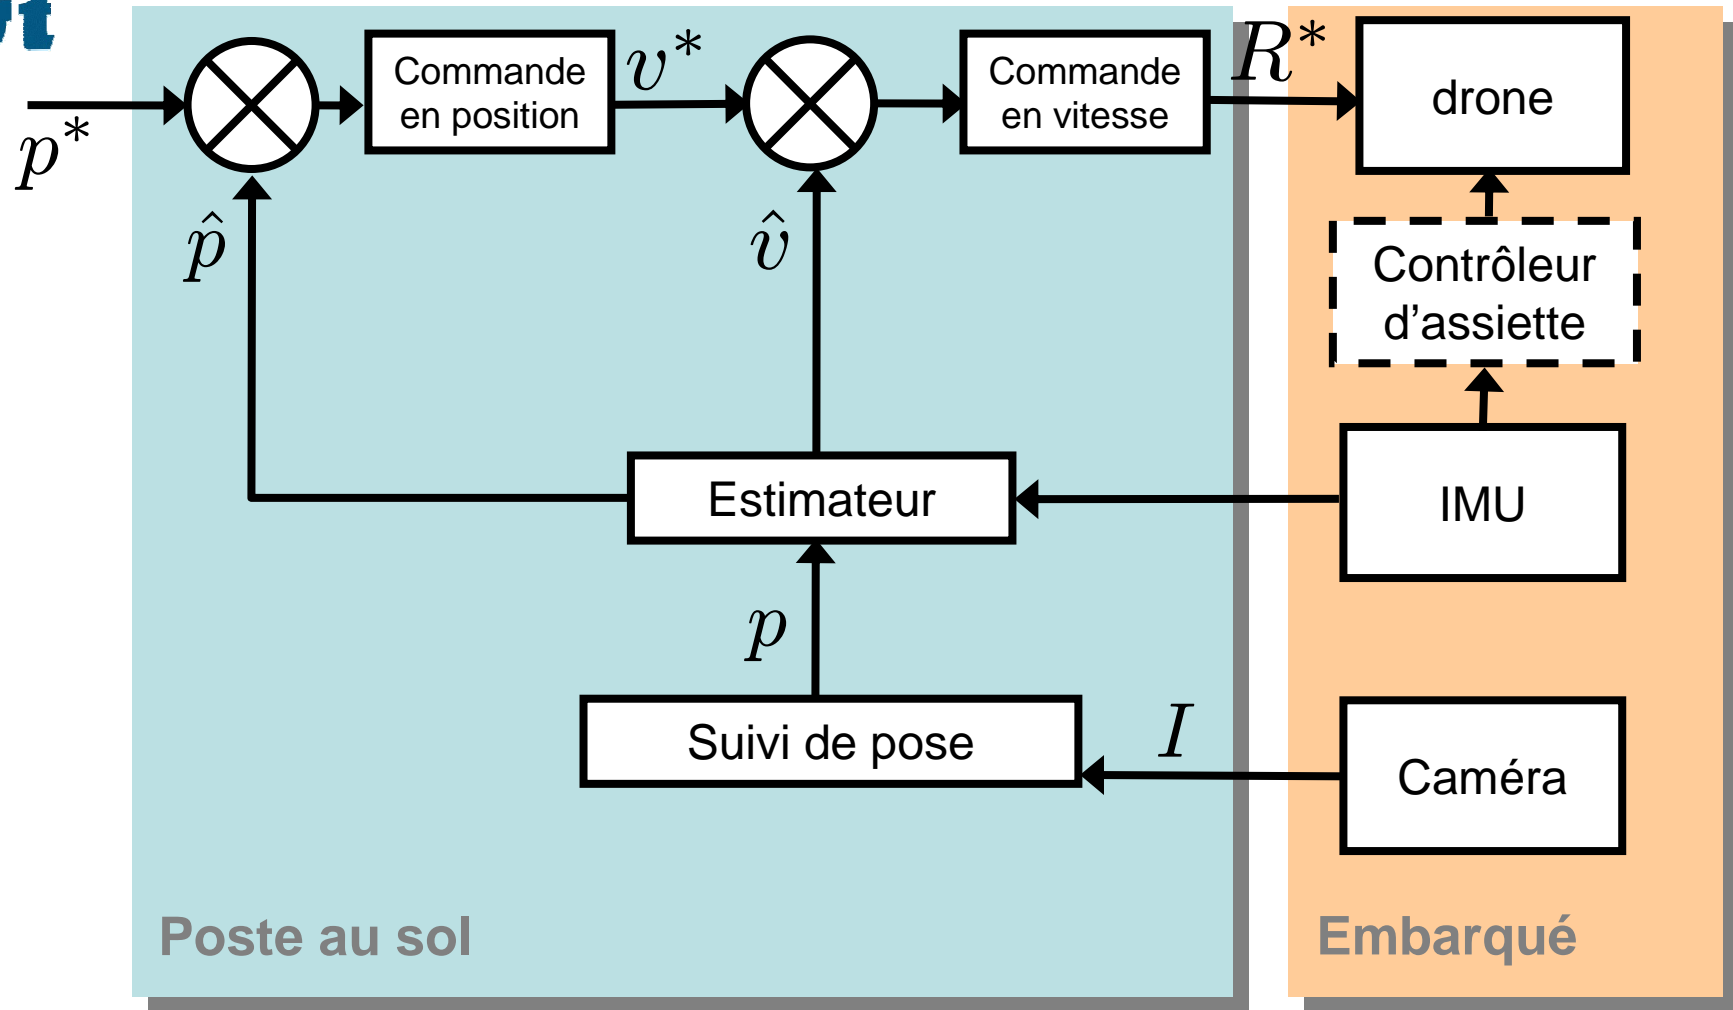 Commande
en position
v*
Commande
en vitesse
R*
drone
p*
p̂
v̂
Contrôleur
d'assiette
Estimateur
IMU
p
Suivi de pose
I
Caméra
Poste au sol
Embarqué